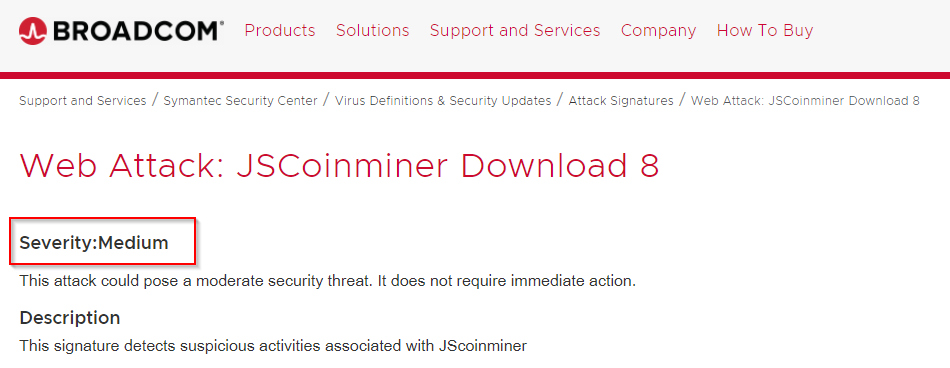 BROADCOM® Products Solutions Support and Services Company How To Buy
Support and Services / Symantec Security Center / Virus Definitions & Security Updates / Attack Signatures / Web Attack: JSCoinminer Download 8
Web Attack: JSCoinminer Download 8
Severity:Medium
This attack could pose a moderate security threat. It does not require immediate action.
Description
This signature detects suspicious activities associated with JScoinminer